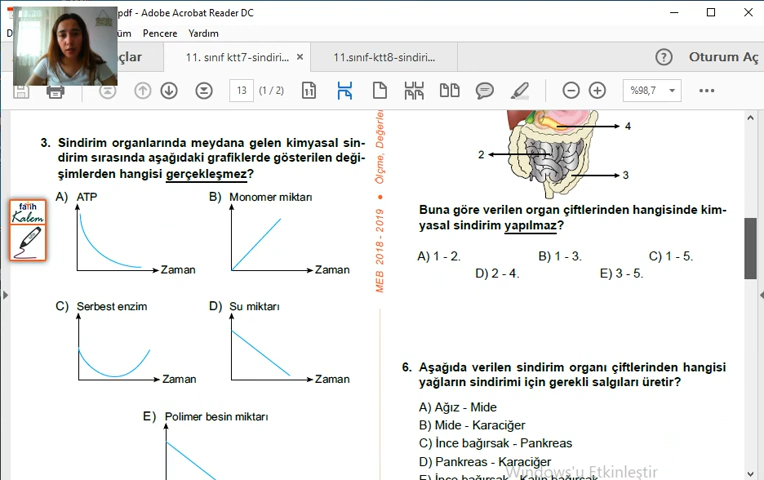 pdf - Adobe Acrobat Reader DC
Pencere Yardım
11. sınıf ktt7-sindiri...
11.sınıf-ktt8-sindiri...
Oturum Aç
13 (1 / 2)
%98,7
3. Sindirim organlarında meydana gelen kimyasal sin-
dirim sırasında aşağıdaki grafiklerde gösterilen deği-
şimlerden hangisi gerçekleşmez?
A) ATP
Zaman
B) Monomer miktarı
Zaman
C) Serbest enzim
Zaman
D) Su miktarı
Zaman
E) Polimer besin miktarı
fatih
Kalem
MEB 2018 - 2019 ● Ölçme, Değerle
4
2
3
Buna göre verilen organ çiftlerinden hangisinde kim-
yasal sindirim yapılmaz?
A) 1 - 2. B) 1 - 3. C) 1 - 5.
D) 2 - 4. E) 3 - 5.
6. Aşağıda verilen sindirim organı çiftlerinden hangisi
yağların sindirimi için gerekli salgıları üretir?
A) Ağız - Mide
B) Mide - Karaciğer
C) İnce bağırsak - Pankreas
D) Pankreas - Karaciğer
E) İnce bağırsak - Kalın bağırsak
Windows'u Etkinleştir